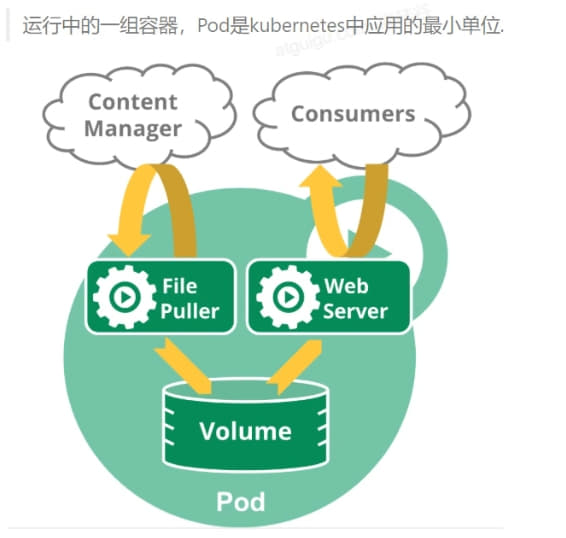 运行中的一组容器，Pod是kubernetes中应用的最小单位.
Content
Manager
Consumers
File
Puller
Web
Server
Volume
Pod